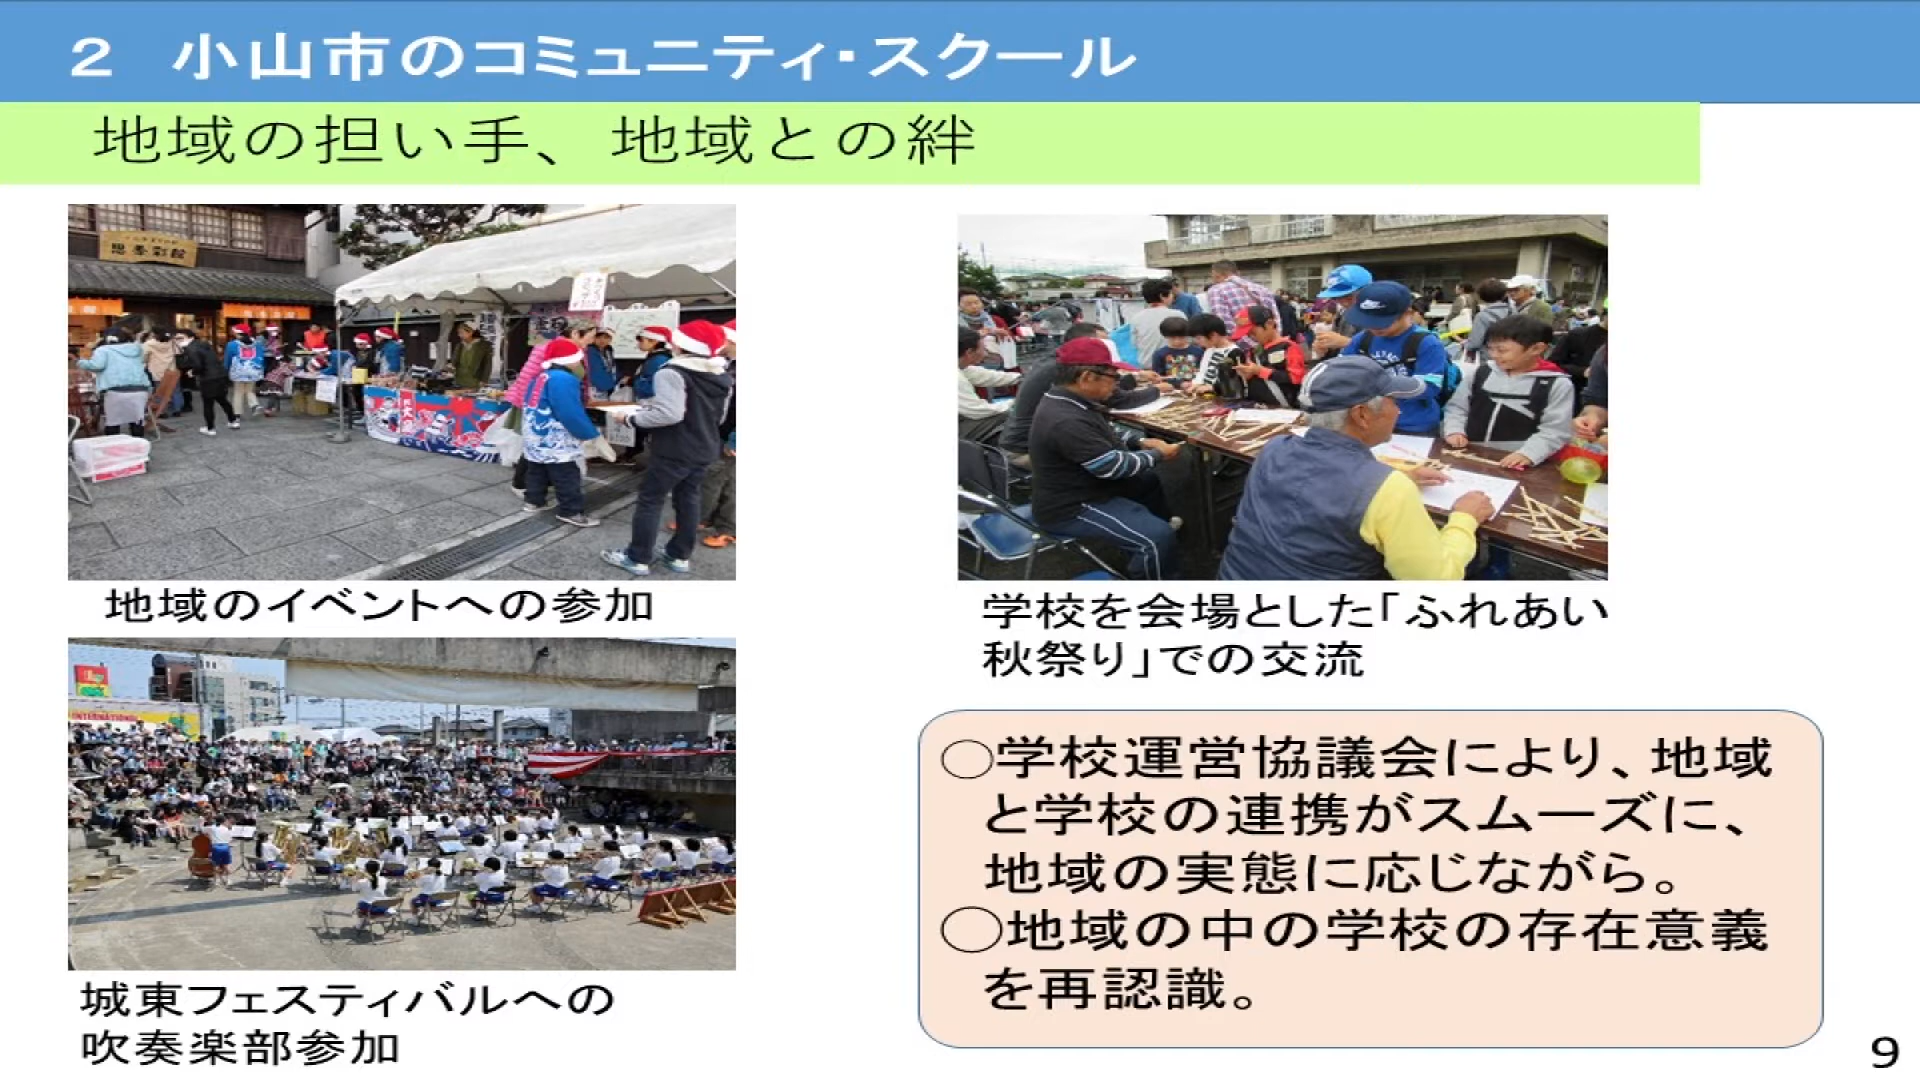 2　小山市のコミュニティ・スクール
地域の担い手、地域との絆
地域のイベントへの参加
学校を会場とした「ふれあい
秋祭り」での交流
INTERNATIONAL
城東フェスティバルへの
吹奏楽部参加
○学校運営協議会により、地域
と学校の連携がスムーズに、
地域の実態に応じながら。
○地域の中の学校の存在意義
を再認識。
9